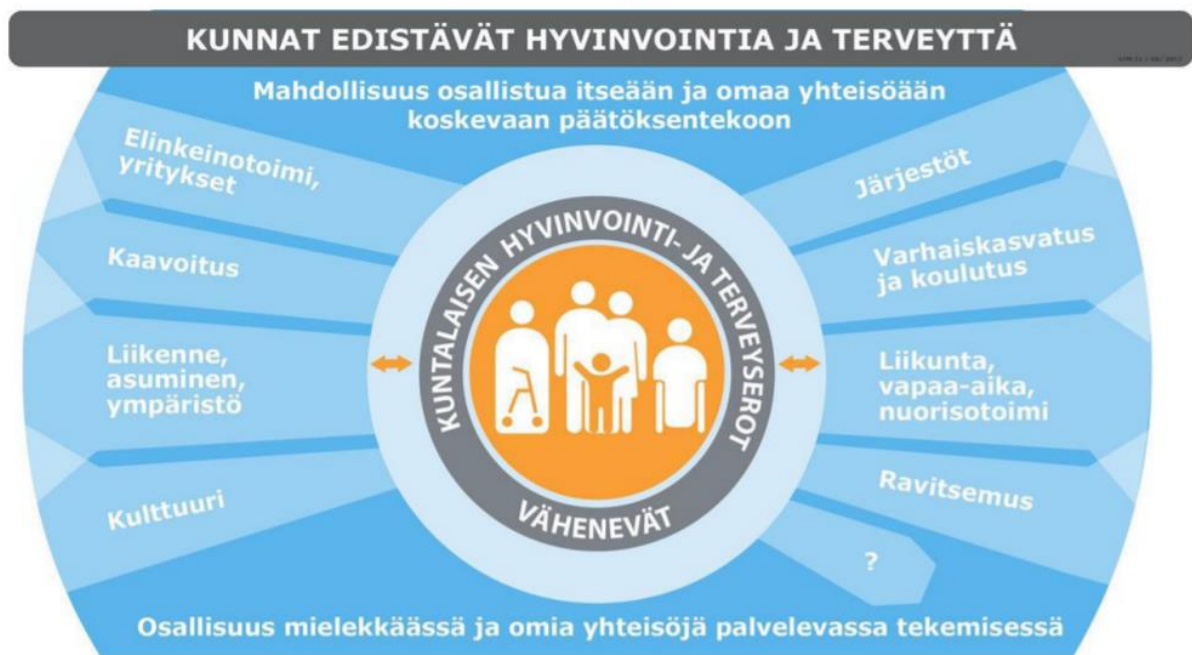 KUNNAT EDISTÄVÄT HYVINVOINTIA JA TERVEYTTÄ
Mahdollisuus osallistua itseään ja omaa yhteisöään
koskevaan päätöksentekoon
Elinkeinotoimi,
yritykset
Kaavoitus
Liikenne,
asuminen,
ympäristö
Kulttuuri
KUNTALAISEN HYVINVOINTI- JA TERVEYSEROT
VÄHENEVÄT
Järjestöt
Varhaiskasvatus
ja koulutus
Liikunta,
vapaa-aika,
nuorisotoimi
Ravitsemus
?
Osallisuus mielekkäässä ja omia yhteisöjä palvelevassa tekemisessä